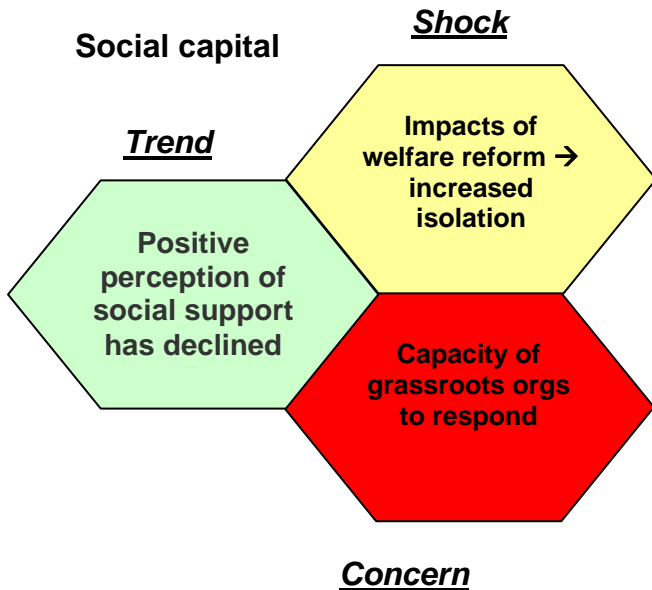 Social capital
Shock
Impacts of
welfare reform →
increased
isolation
Trend
Positive
perception of
social support
has declined
Capacity of
grassroots orgs
to respond
Concern